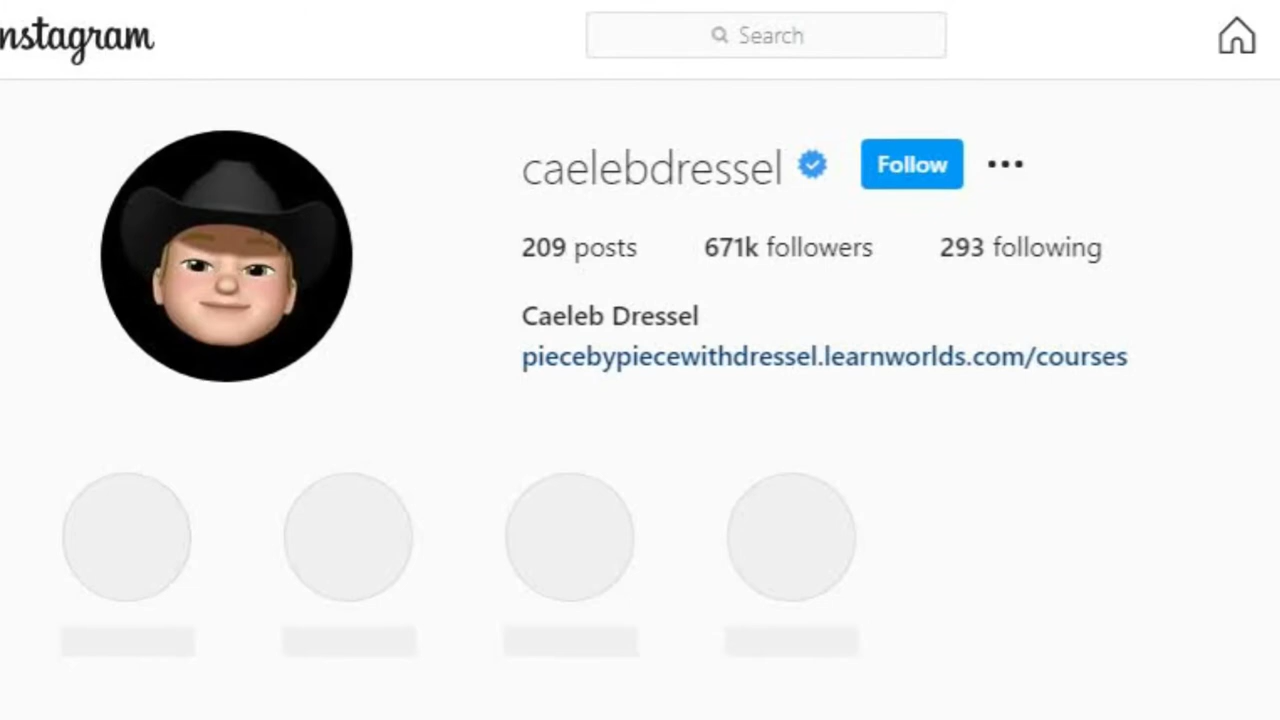 nstagram
Search
caelebdressel
Follow
209 posts 671k followers 293 following
Caeleb Dressel
piecebypiecewithdressel.learnworlds.com/courses